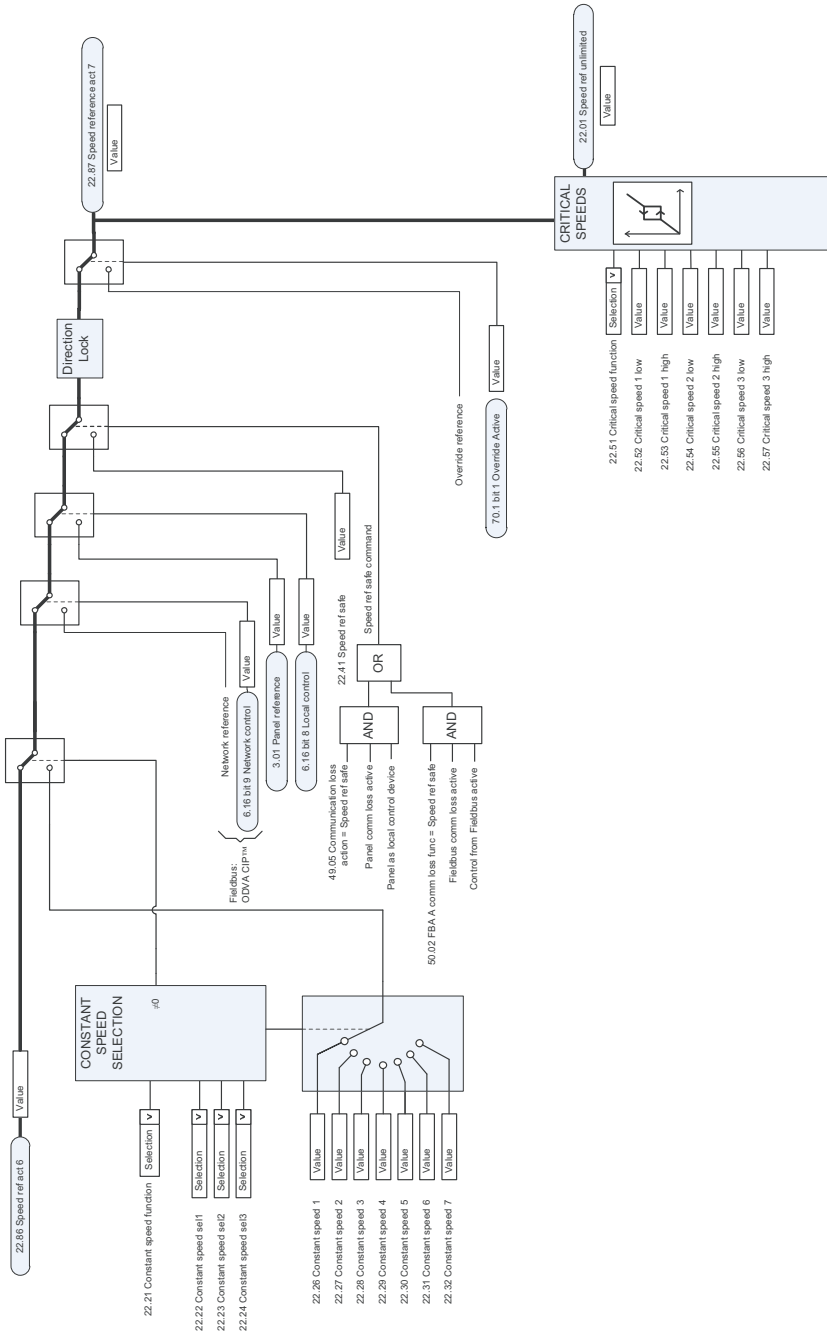 22.86 Speed ref act 6
Value
22.21 Constant speed function
Selection
v
22.22 Constant speed sel1
Selection
v
22.23 Constant speed sel2
Selection
v
22.24 Constant speed sel3
Selection
v
CONSTANT
SPEED
SELECTION
≠0
22.26 Constant speed 1
Value
22.27 Constant speed 2
Value
22.28 Constant speed 3
Value
22.29 Constant speed 4
Value
22.30 Constant speed 5
Value
22.31 Constant speed 6
Value
22.32 Constant speed 7
Value
Network reference
Fieldbus:
ODVA CIP™
6.16 bit 9 Network control
Value
3.01 Panel reference
Value
6.16 bit 8 Local control
Value
22.41 Speed ref safe
Value
49.05 Communication loss
action = Speed ref safe
Panel comm loss active
Panel as local control device
AND
OR
Speed ref safe command
50.02 FBA A comm loss func = Speed ref safe
Fieldbus comm loss active
Control from Fieldbus active
AND
Direction
Lock
Override reference
70.1 bit 1 Override Active
Value
22.87 Speed reference act 7
Value
CRITICAL
SPEEDS
22.51 Critical speed function
Selection
v
22.52 Critical speed 1 low
Value
22.53 Critical speed 1 high
Value
22.54 Critical speed 2 low
Value
22.55 Critical speed 2 high
Value
22.56 Critical speed 3 low
Value
22.57 Critical speed 3 high
Value
22.01 Speed ref unlimited
Value